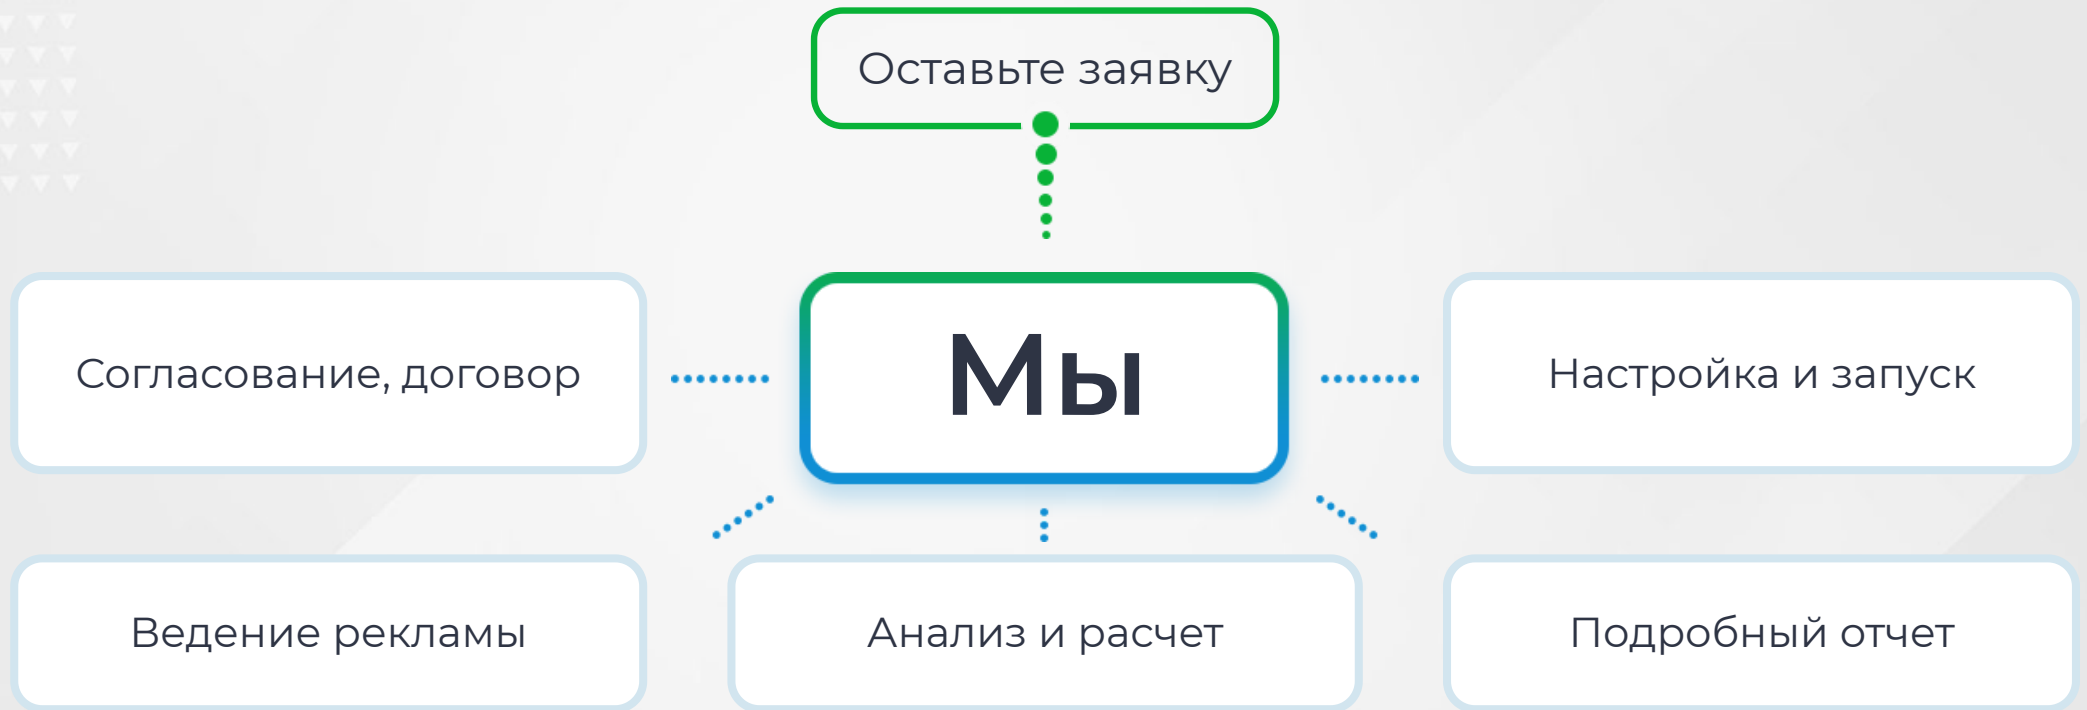 Оставьте заявку
Согласование, договор
Мы
Настройка и запуск
Ведение рекламы
Анализ и расчет
Подробный отчет